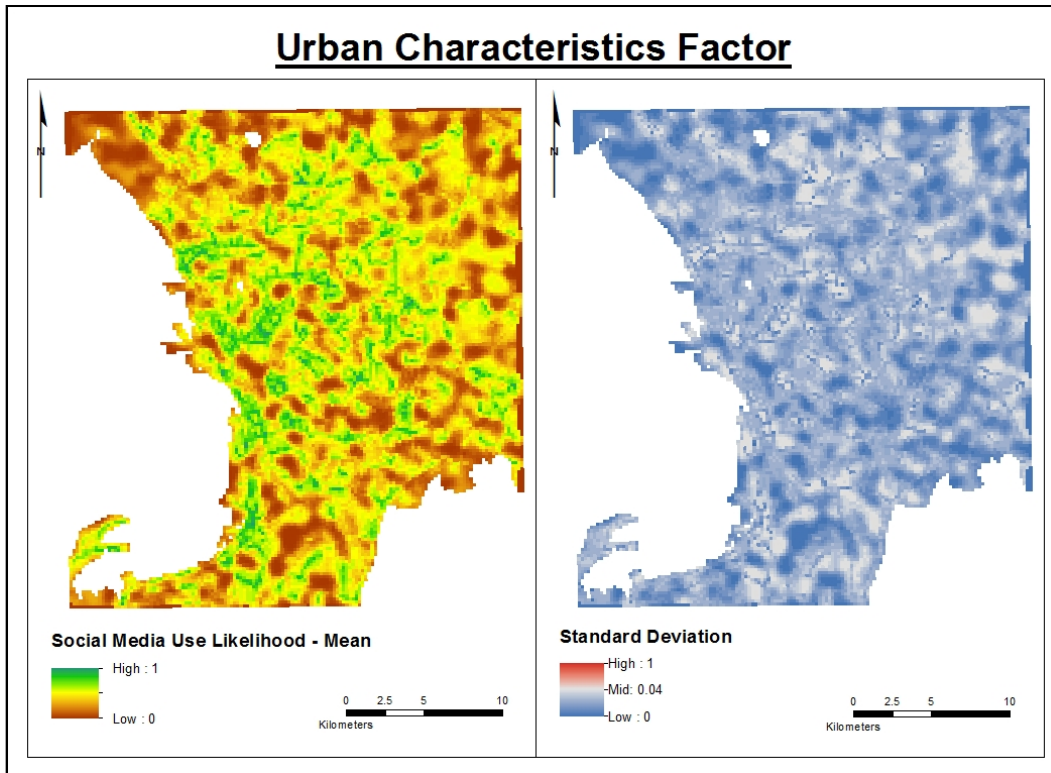 Urban Characteristics Factor
N
N
Social Media Use Likelihood - Mean
High : 1
Low : 0
0 2.5 5 10
Kilometers
Standard Deviation
High : 1
Mid: 0.04
Low : 0
0 2.5 5 10
Kilometers